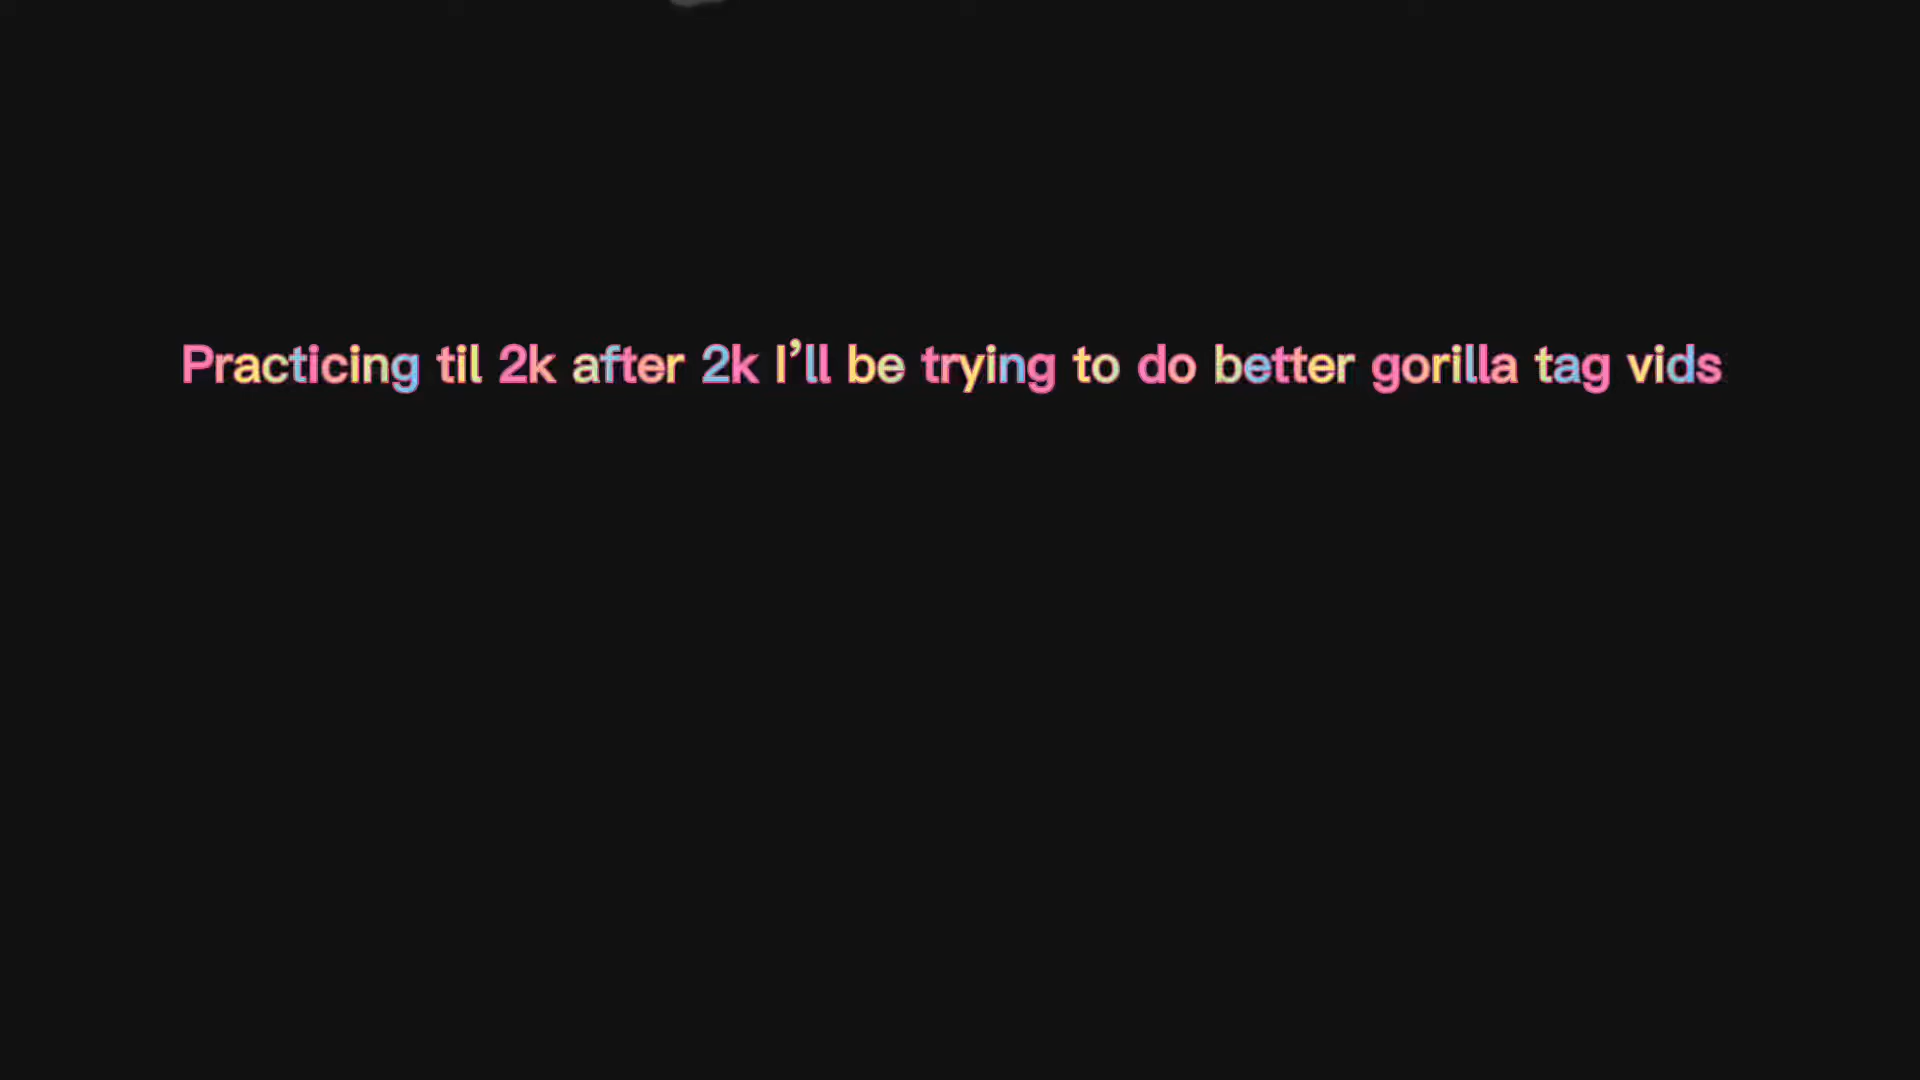 Practicing til 2k after 2k I’ll be trying to do better gorilla tag vids